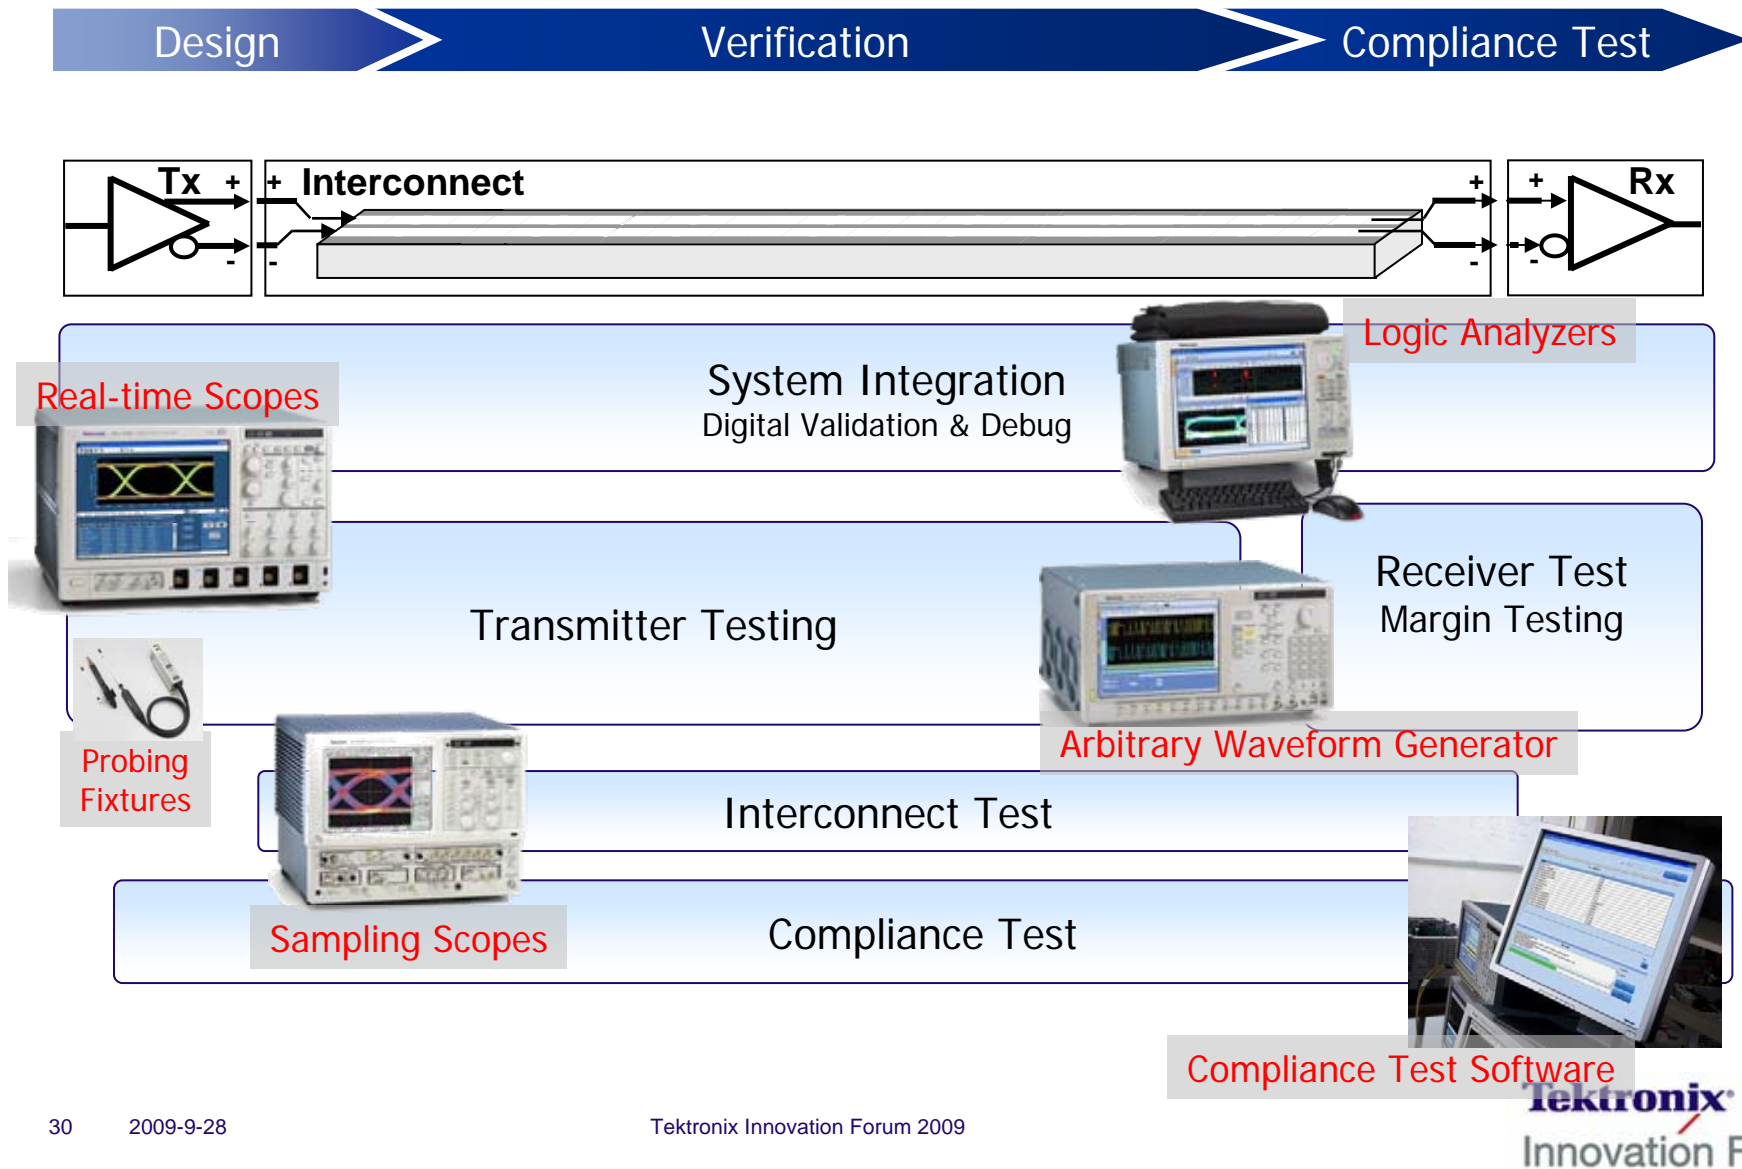 Design
Verification
Compliance Test
Tx + + Interconnect + + Rx
- - - -
Logic Analyzers
Real-time Scopes
System Integration
Digital Validation & Debug
Receiver Test
Margin Testing
Transmitter Testing
Probing
Fixtures
Arbitrary Waveform Generator
Interconnect Test
Sampling Scopes
Compliance Test
Compliance Test Software
Tektronix
Innovation F
30 2009-9-28 Tektronix Innovation Forum 2009